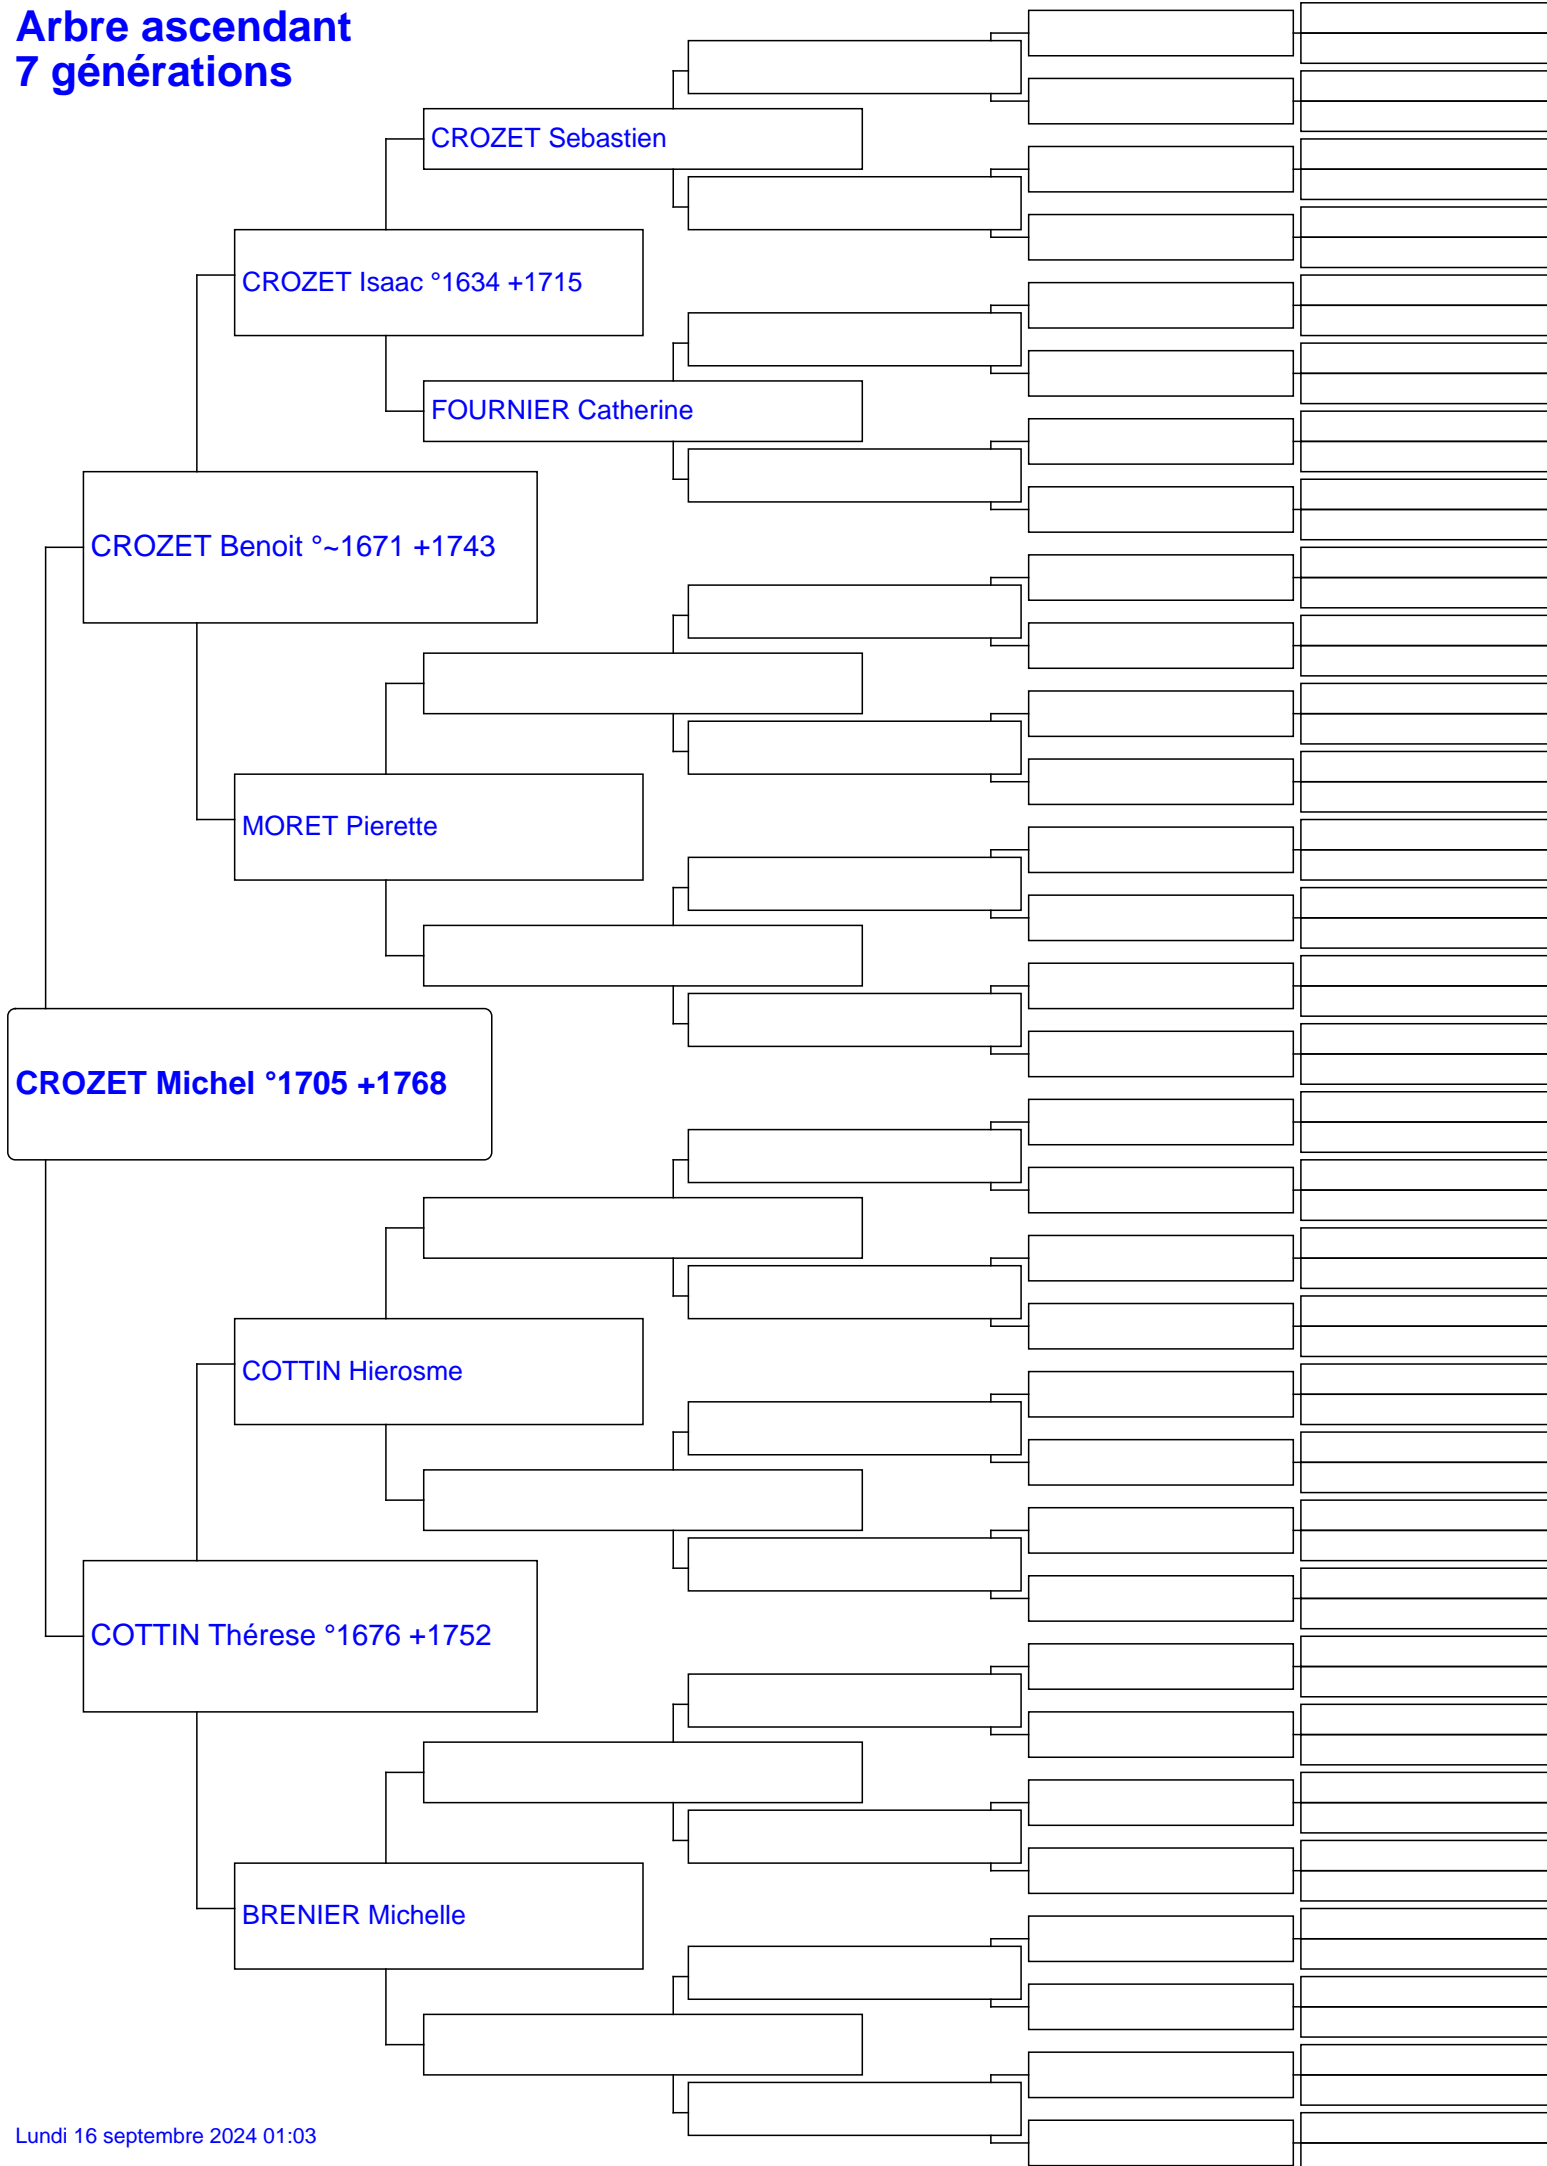 Arbre ascendant
7 générations
CROZET Sebastien
CROZET Isaac °1634 +1715
FOURNIER Catherine
CROZET Benoit °~1671 +1743
MORET Pierette
CROZET Michel °1705 +1768
COTTIN Hierosme
COTTIN Thérese °1676 +1752
BRENIER Michelle
Lundi 16 septembre 2024 01:03